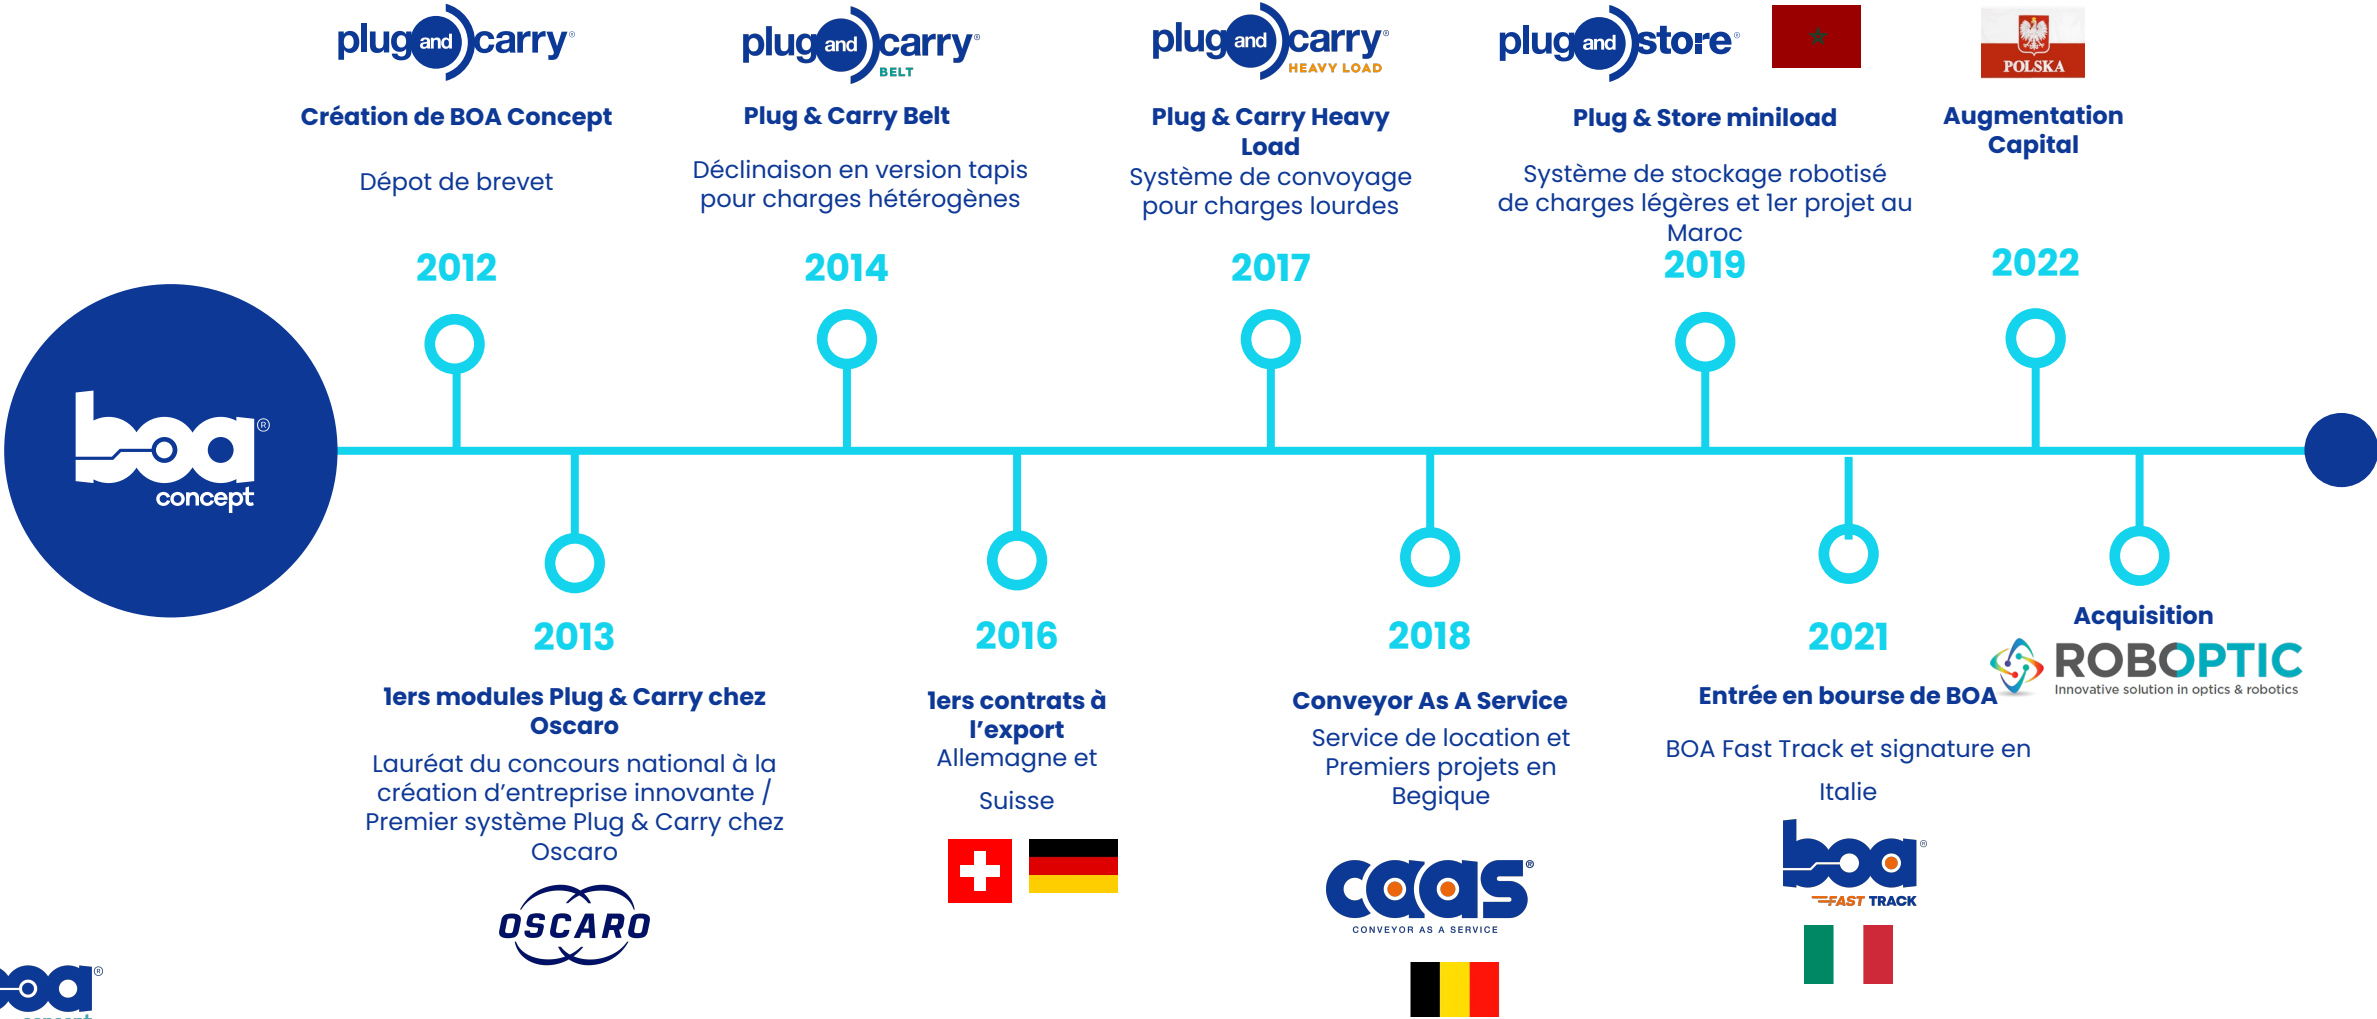 plug and carry®
Création de BOA Concept
Dépot de brevet
2012
plug and carry®
BELT
Plug & Carry Belt
Déclinaison en version tapis
pour charges hétérogènes
2014
plug and carry®
HEAVY LOAD
Plug & Carry Heavy
Load
Système de convoyage
pour charges lourdes
2017
plug and store®
Plug & Store miniload
Système de stockage robotisé
de charges légères et 1er projet au
Maroc
2019
POLSKA
Augmentation
Capital
2022
boa®
concept
2013
1ers modules Plug & Carry chez
Oscaro
Lauréat du concours national à la
création d’entreprise innovante /
Premier système Plug & Carry chez
Oscaro
OSCARO
2016
1ers contrats à
l’export
Allemagne et
Suisse
2018
Conveyor As A Service
Service de location et
Premiers projets en
Begique
caas®
CONVEYOR AS A SERVICE
2021
Entrée en bourse de BOA
BOA Fast Track et signature en
Italie
boa®
FAST TRACK
Acquisition
ROBOPTIC
Innovative solution in optics & robotics
boa®
concept